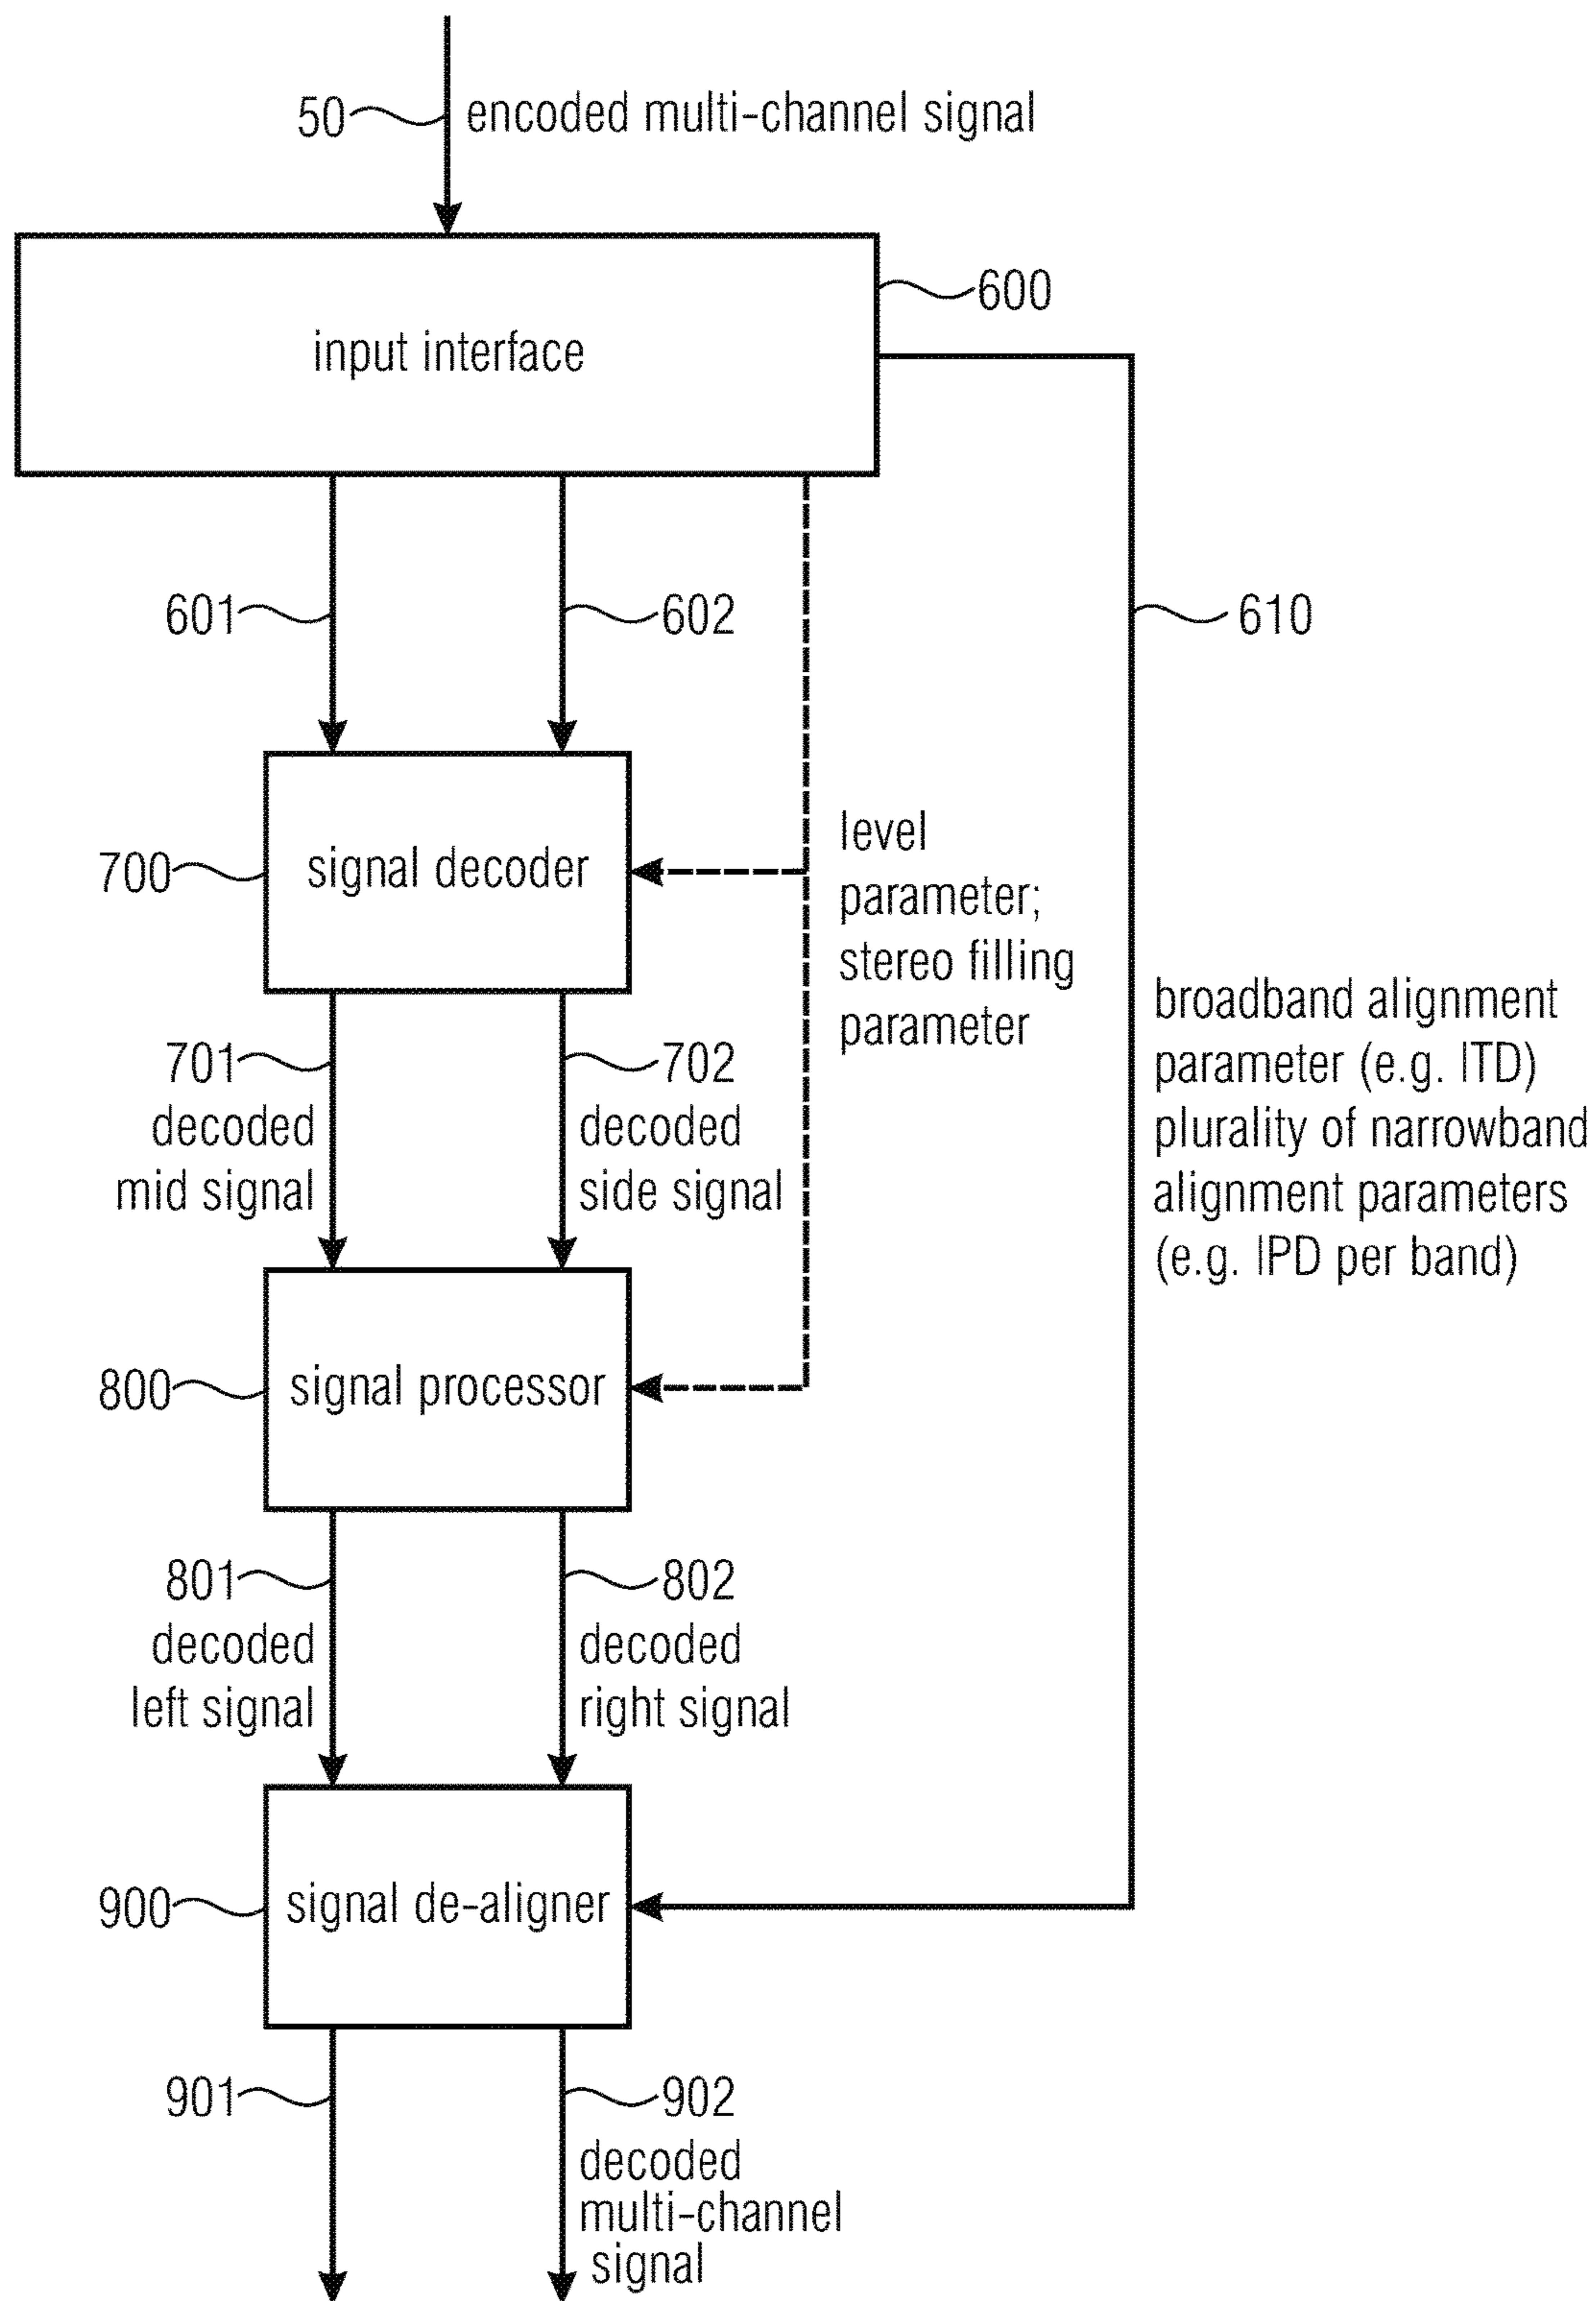 50
encoded multi-channel signal
600
input interface
601
602
610
700
signal decoder
level
parameter;
stereo filling
parameter
broadband alignment
parameter (e.g. ITD)
plurality of narrowband
alignment parameters
(e.g. IPD per band)
701
decoded
mid signal
702
decoded
side signal
800
signal processor
801
decoded
left signal
802
decoded
right signal
900
signal de-aligner
901
902
decoded
multi-channel
signal